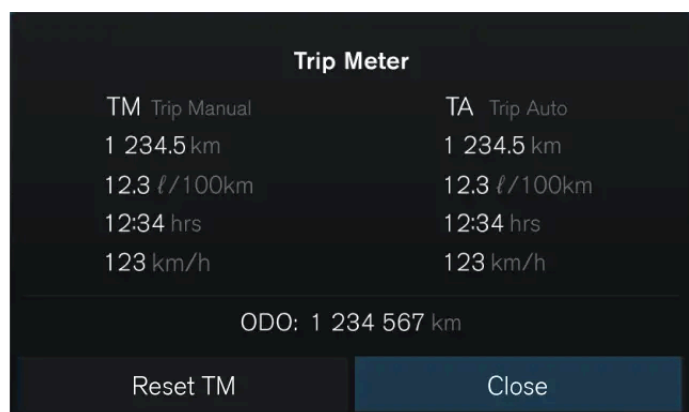 Trip Meter
TM Trip Manual TA Trip Auto
1 234.5 km 1 234.5 km
12.3 ℓ/100km 12.3 ℓ/100km
12:34 hrs 12:34 hrs
123 km/h 123 km/h
ODO: 1 234 567 km
Reset TM Close